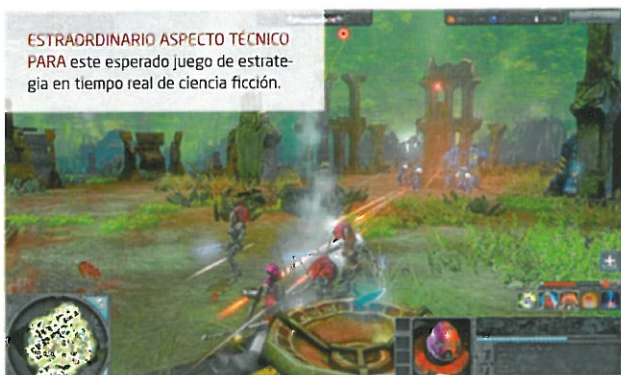 ESTRAORDINARIO ASPECTO TÉCNICO
PARA este esperado juego de estrate-
gia en tiempo real de ciencia ficción.